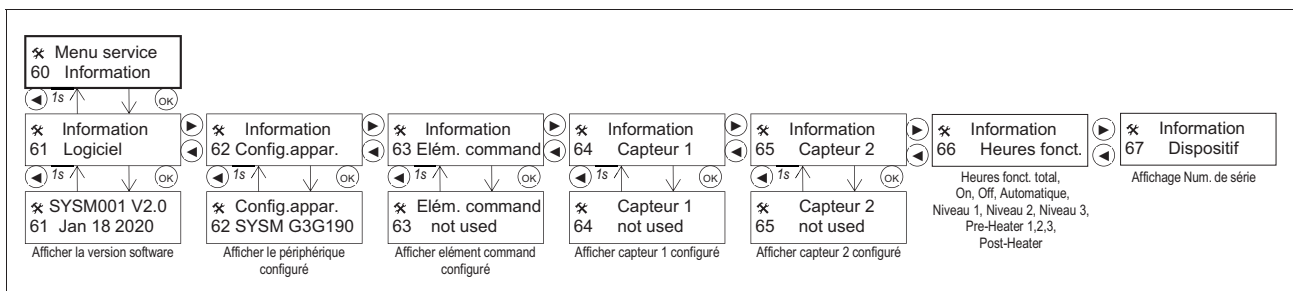 Menu service
60 Information
1s
OK
Information
61 Logiciel
Information
62 Config.appar.
Information
63 Elém. command
Information
64 Capteur 1
Information
65 Capteur 2
Information
66 Heures fonct.
Information
67 Dispositif
1s
OK
1s
OK
1s
OK
1s
OK
1s
OK
Heures fonct. total,
On, Off, Automatique,
Niveau 1, Niveau 2, Niveau 3,
Pre-Heater 1,2,3,
Post-Heater
Affichage Num. de série
SYSM001 V2.0
61 Jan 18 2020
Config.appar.
62 SYSM G3G190
Elém. command
63 not used
Capteur 1
64 not used
Capteur 2
65 not used
Afficher la version software
Afficher le périphérique
configuré
Afficher elément command
configuré
Afficher capteur 1 configuré
Afficher capteur 2 configuré